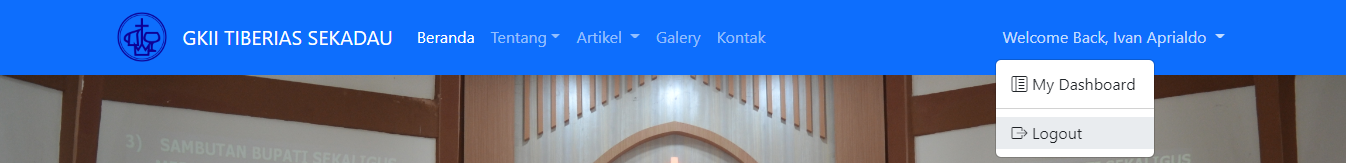 GKII TIBERIAS SEKADAU Beranda Tentang Artikel Galery Kontak Welcome Back, Ivan Aprialdo
My Dashboard
Logout
3) SAMBUTAN BUPATI SEKALIGUS